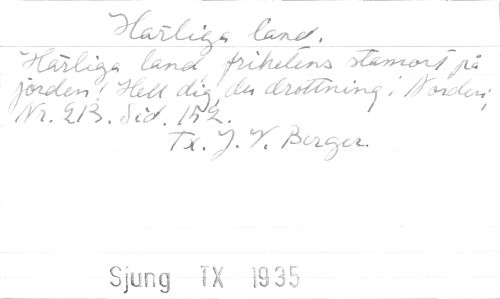 Härliga land.
Härliga land, frihetens stamort på
jorden! Hell dig, du drottning i Norden,
Nr. 213. Sid. 152.
Tx. J. V. Berger.
Sjung TX 1935